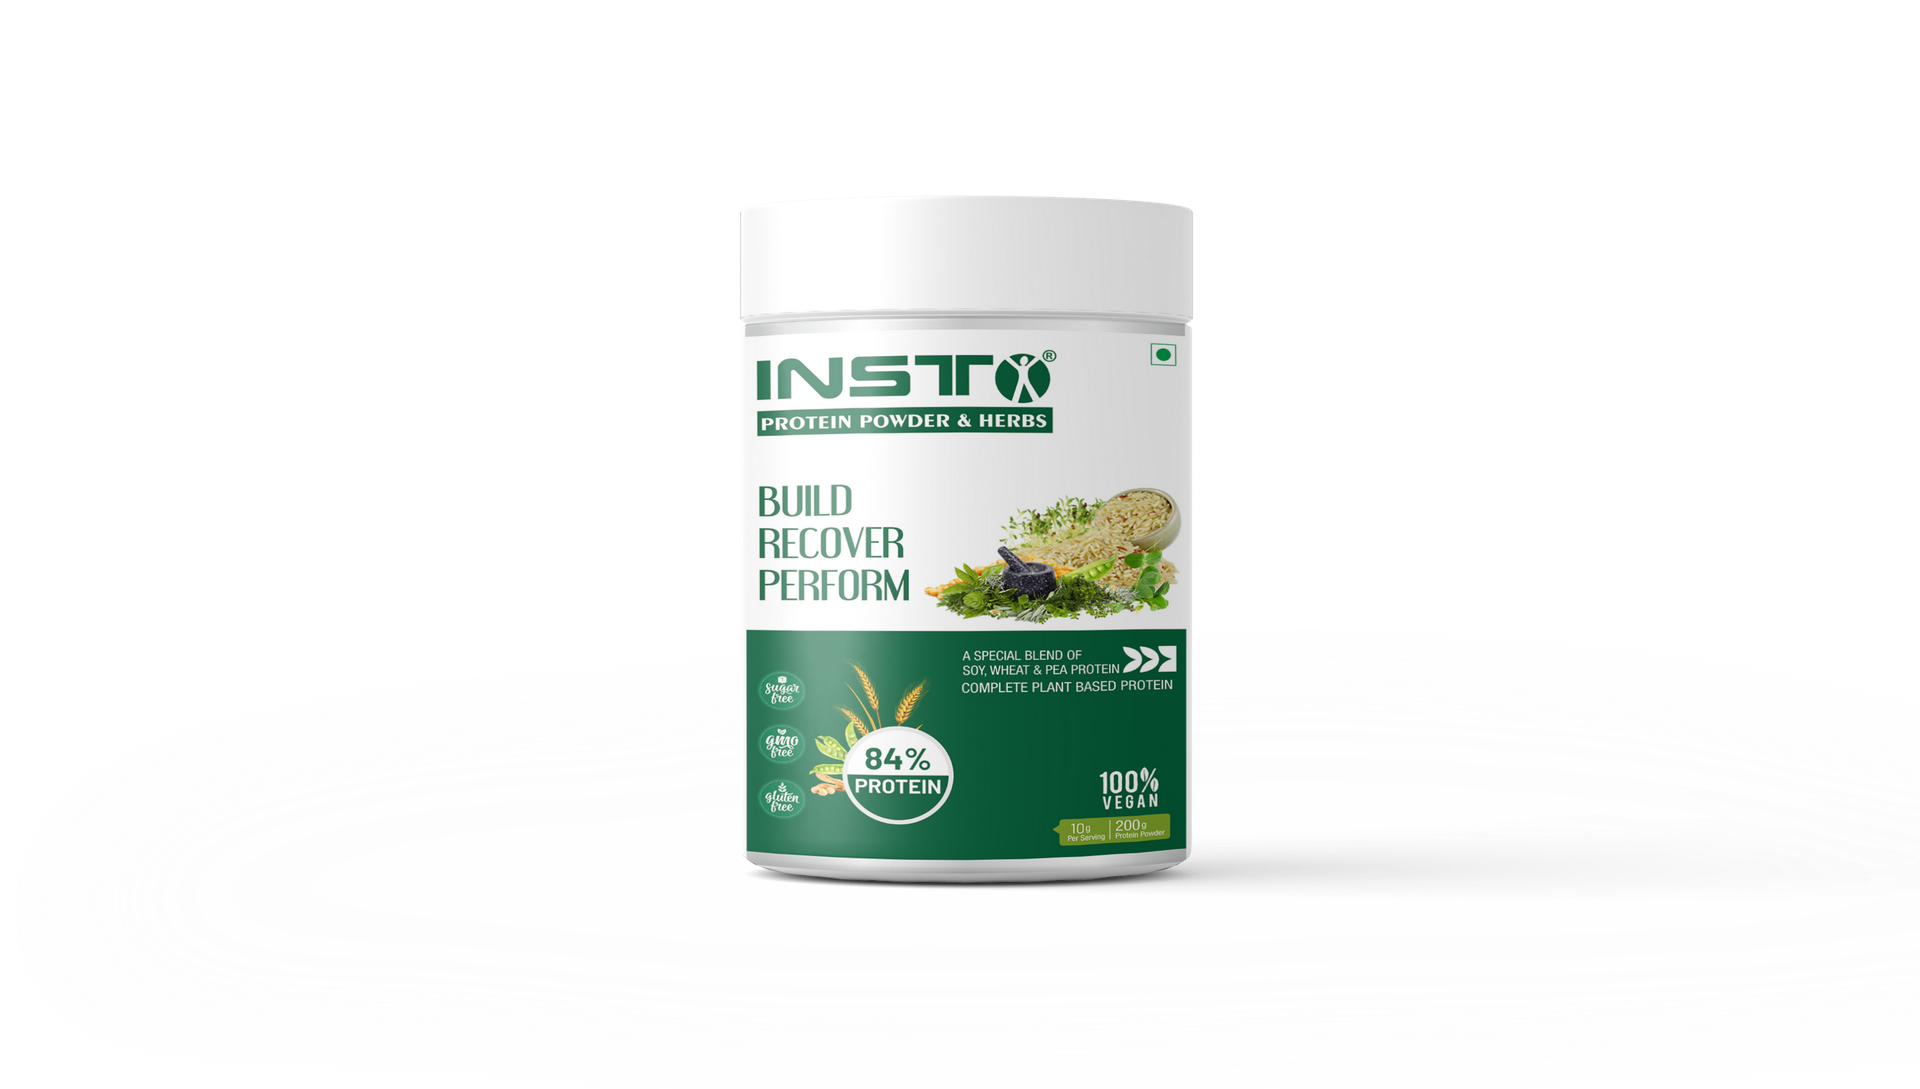 INSTO®
PROTEIN POWDER & HERBS
BUILD
RECOVER
PERFORM
A SPECIAL BLEND OF
SOY, WHEAT & PEA PROTEIN
COMPLETE PLANT BASED PROTEIN
sugar
free
gmo
free
gluten
free
84%
PROTEIN
100%
VEGAN
10g
Per Serving
200g
Protein Powder